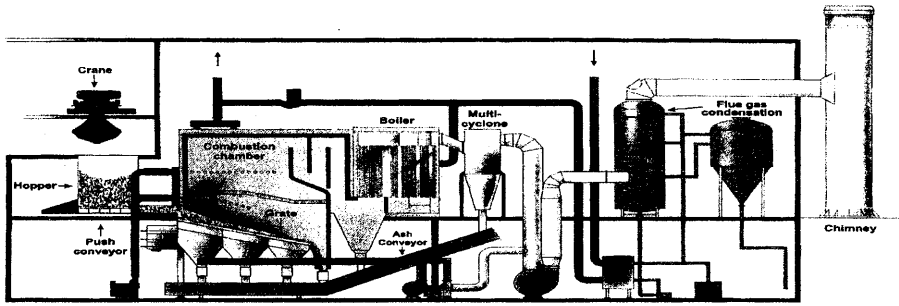 Crane
Boiler
Multi-
cyclone
Flue gas
condensation
Combustion
chamber
Hopper
Grate
Push
conveyor
Ash
Conveyor
Chimney